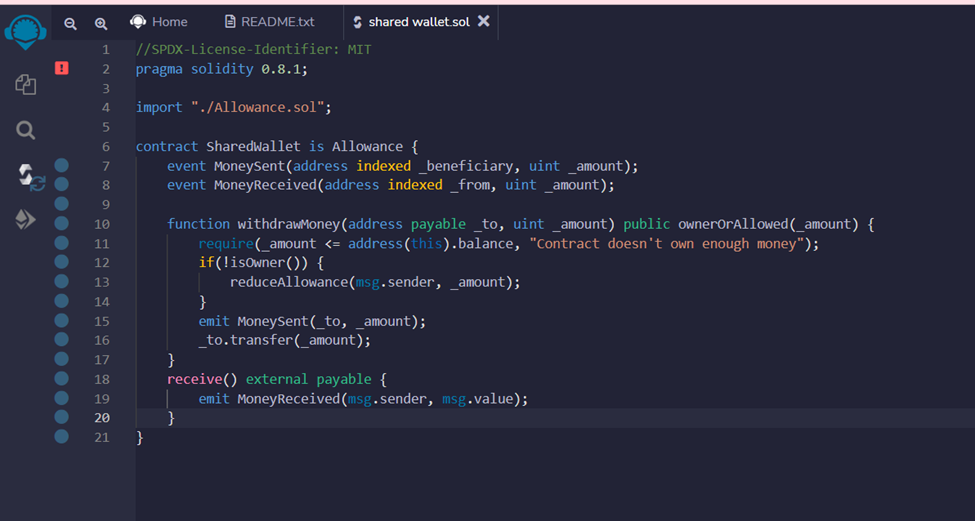 Home README.txt shared wallet.sol
1 //SPDX-License-Identifier: MIT
2 pragma solidity 0.8.1;
3
4 import "./Allowance.sol";
5
6 contract SharedWallet is Allowance {
7     event MoneySent(address indexed _beneficiary, uint _amount);
8     event MoneyReceived(address indexed _from, uint _amount);
9
10     function withdrawMoney(address payable _to, uint _amount) public ownerOrAllowed(_amount) {
11         require(_amount <= address(this).balance, "Contract doesn't own enough money");
12         if(!isOwner()) {
13             reduceAllowance(msg.sender, _amount);
14         }
15         emit MoneySent(_to, _amount);
16         _to.transfer(_amount);
17     }
18     receive() external payable {
19         emit MoneyReceived(msg.sender, msg.value);
20     }
21 }